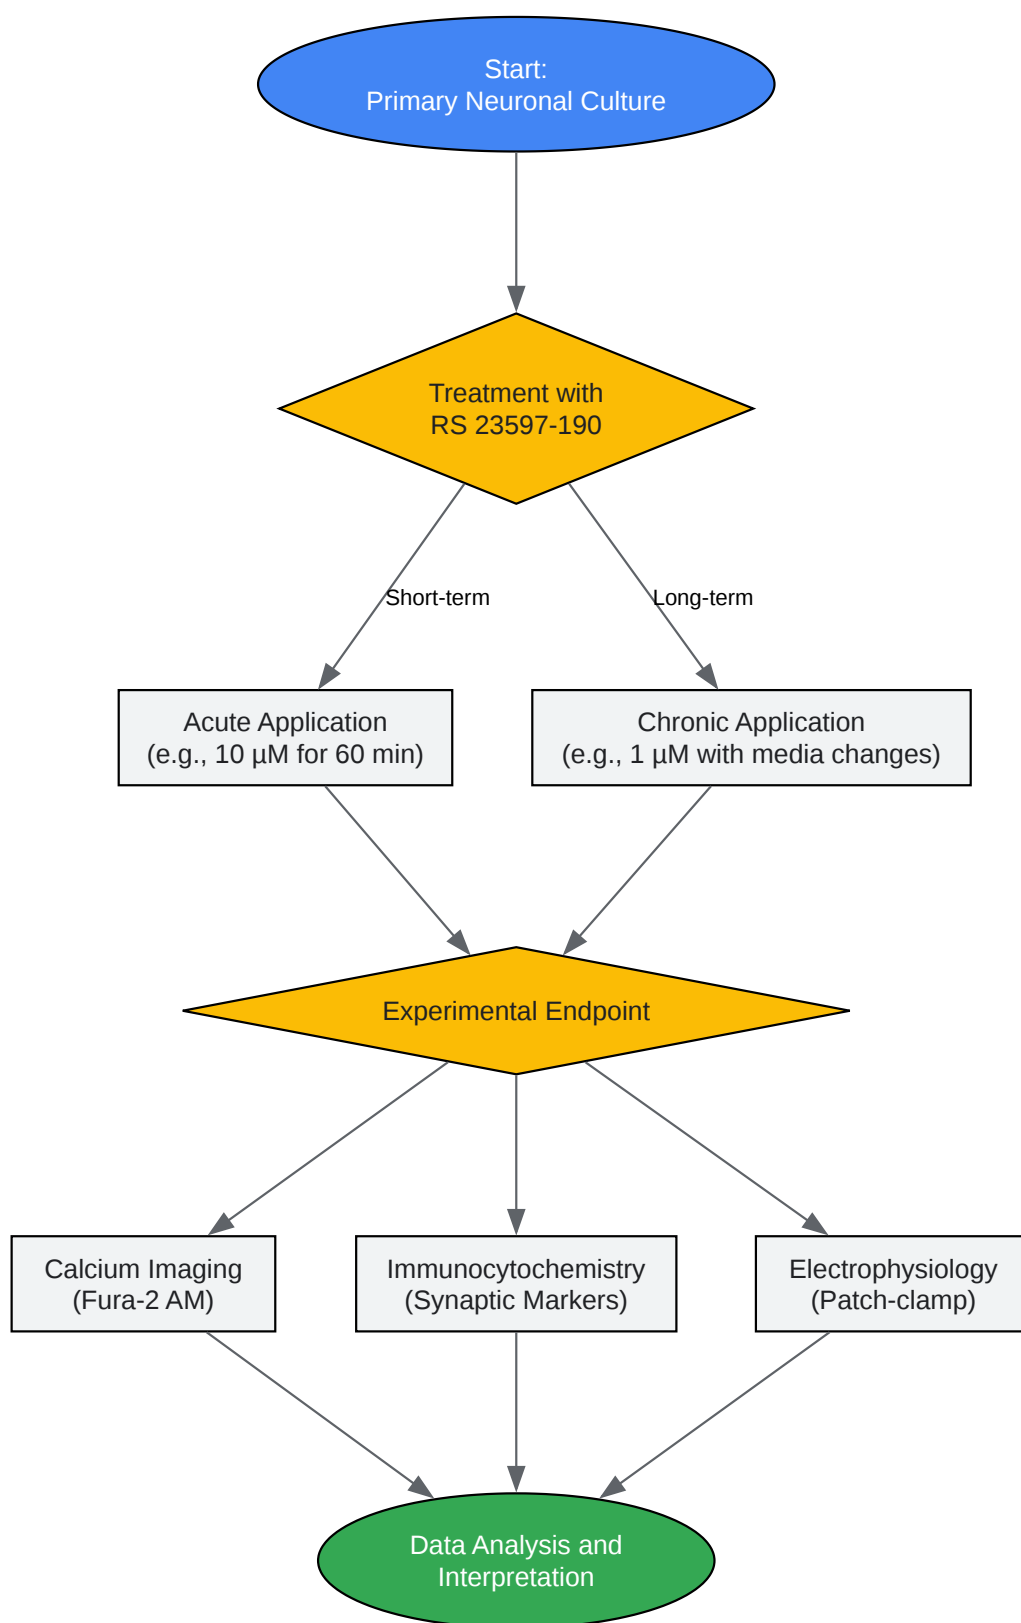 Start:
Primary Neuronal Culture
Treatment with
RS 23597-190
Short-term
Long-term
Acute Application
(e.g., 10 µM for 60 min)
Chronic Application
(e.g., 1 µM with media changes)
Experimental Endpoint
Calcium Imaging
(Fura-2 AM)
Immunocytochemistry
(Synaptic Markers)
Electrophysiology
(Patch-clamp)
Data Analysis and
Interpretation